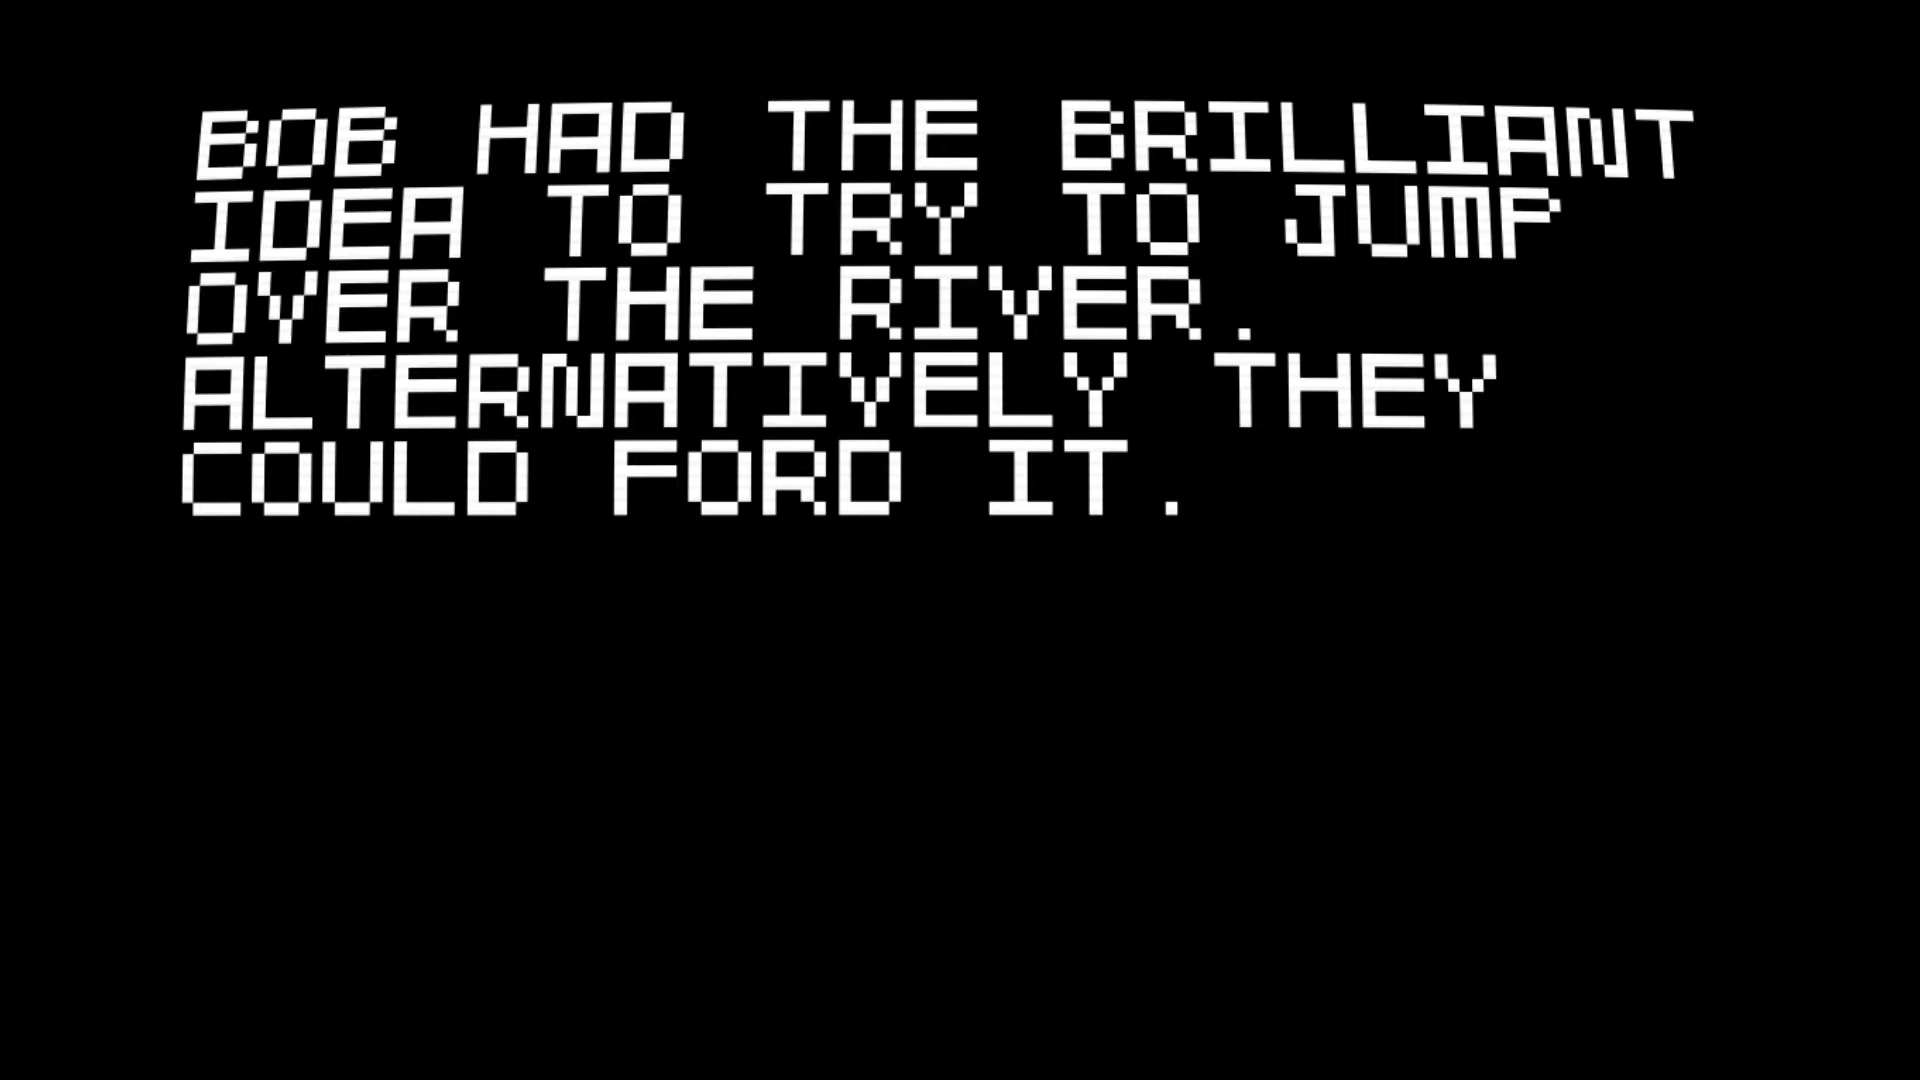 BOB HAD THE BRILLIANT
IDEA TO TRY TO JUMP
OVER THE RIVER.
ALTERNATIVELY THEY
COULD FORD IT.